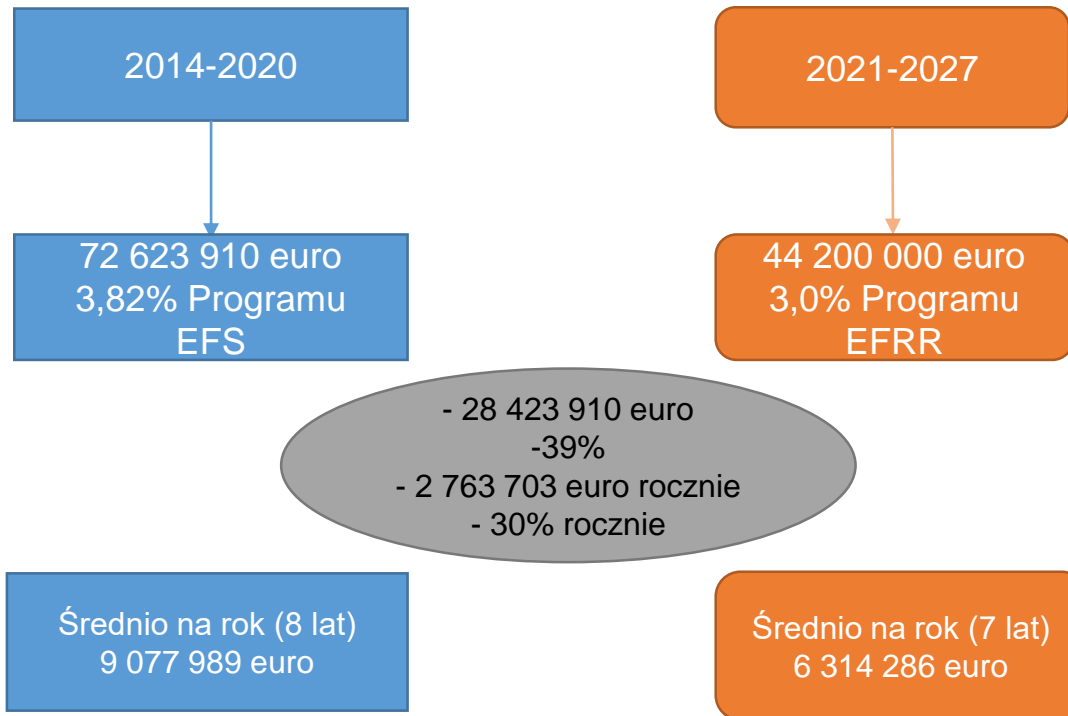 2014-2020
2021-2027
72 623 910 euro
3,82% Programu
EFS
44 200 000 euro
3,0% Programu
EFRR
- 28 423 910 euro
-39%
- 2 763 703 euro rocznie
- 30% rocznie
Średnio na rok (8 lat)
9 077 989 euro
Średnio na rok (7 lat)
6 314 286 euro